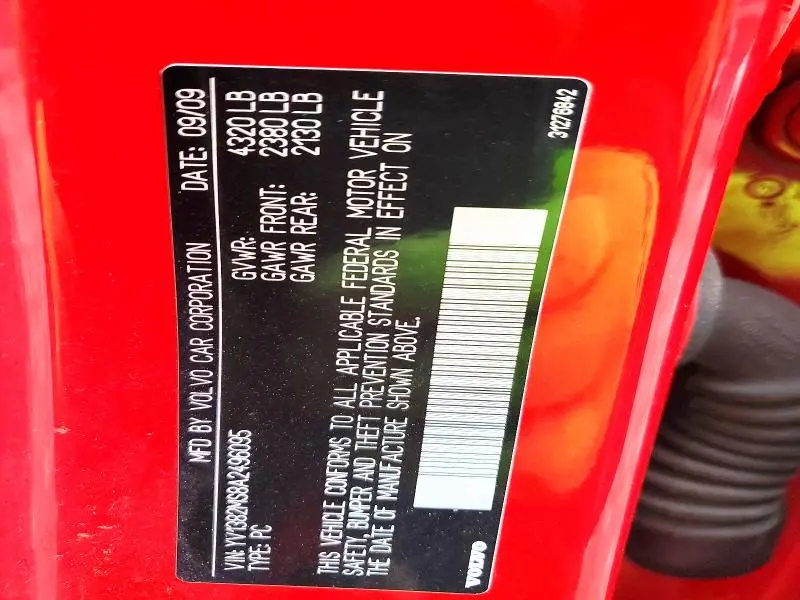 MFD BY VOLVO CAR CORPORATION DATE: 09/09
VIN: YV1382MS8A2496095 GVWR: 4320 LB
TYPE: PC GAWR FRONT: 2380 LB
GAWR REAR: 2130 LB
THIS VEHICLE CONFORMS TO ALL APPLICABLE FEDERAL MOTOR VEHICLE
SAFETY, BUMPER AND THEFT PREVENTION STANDARDS IN EFFECT ON
THE DATE OF MANUFACTURE SHOWN ABOVE.
VOLVO 31276842